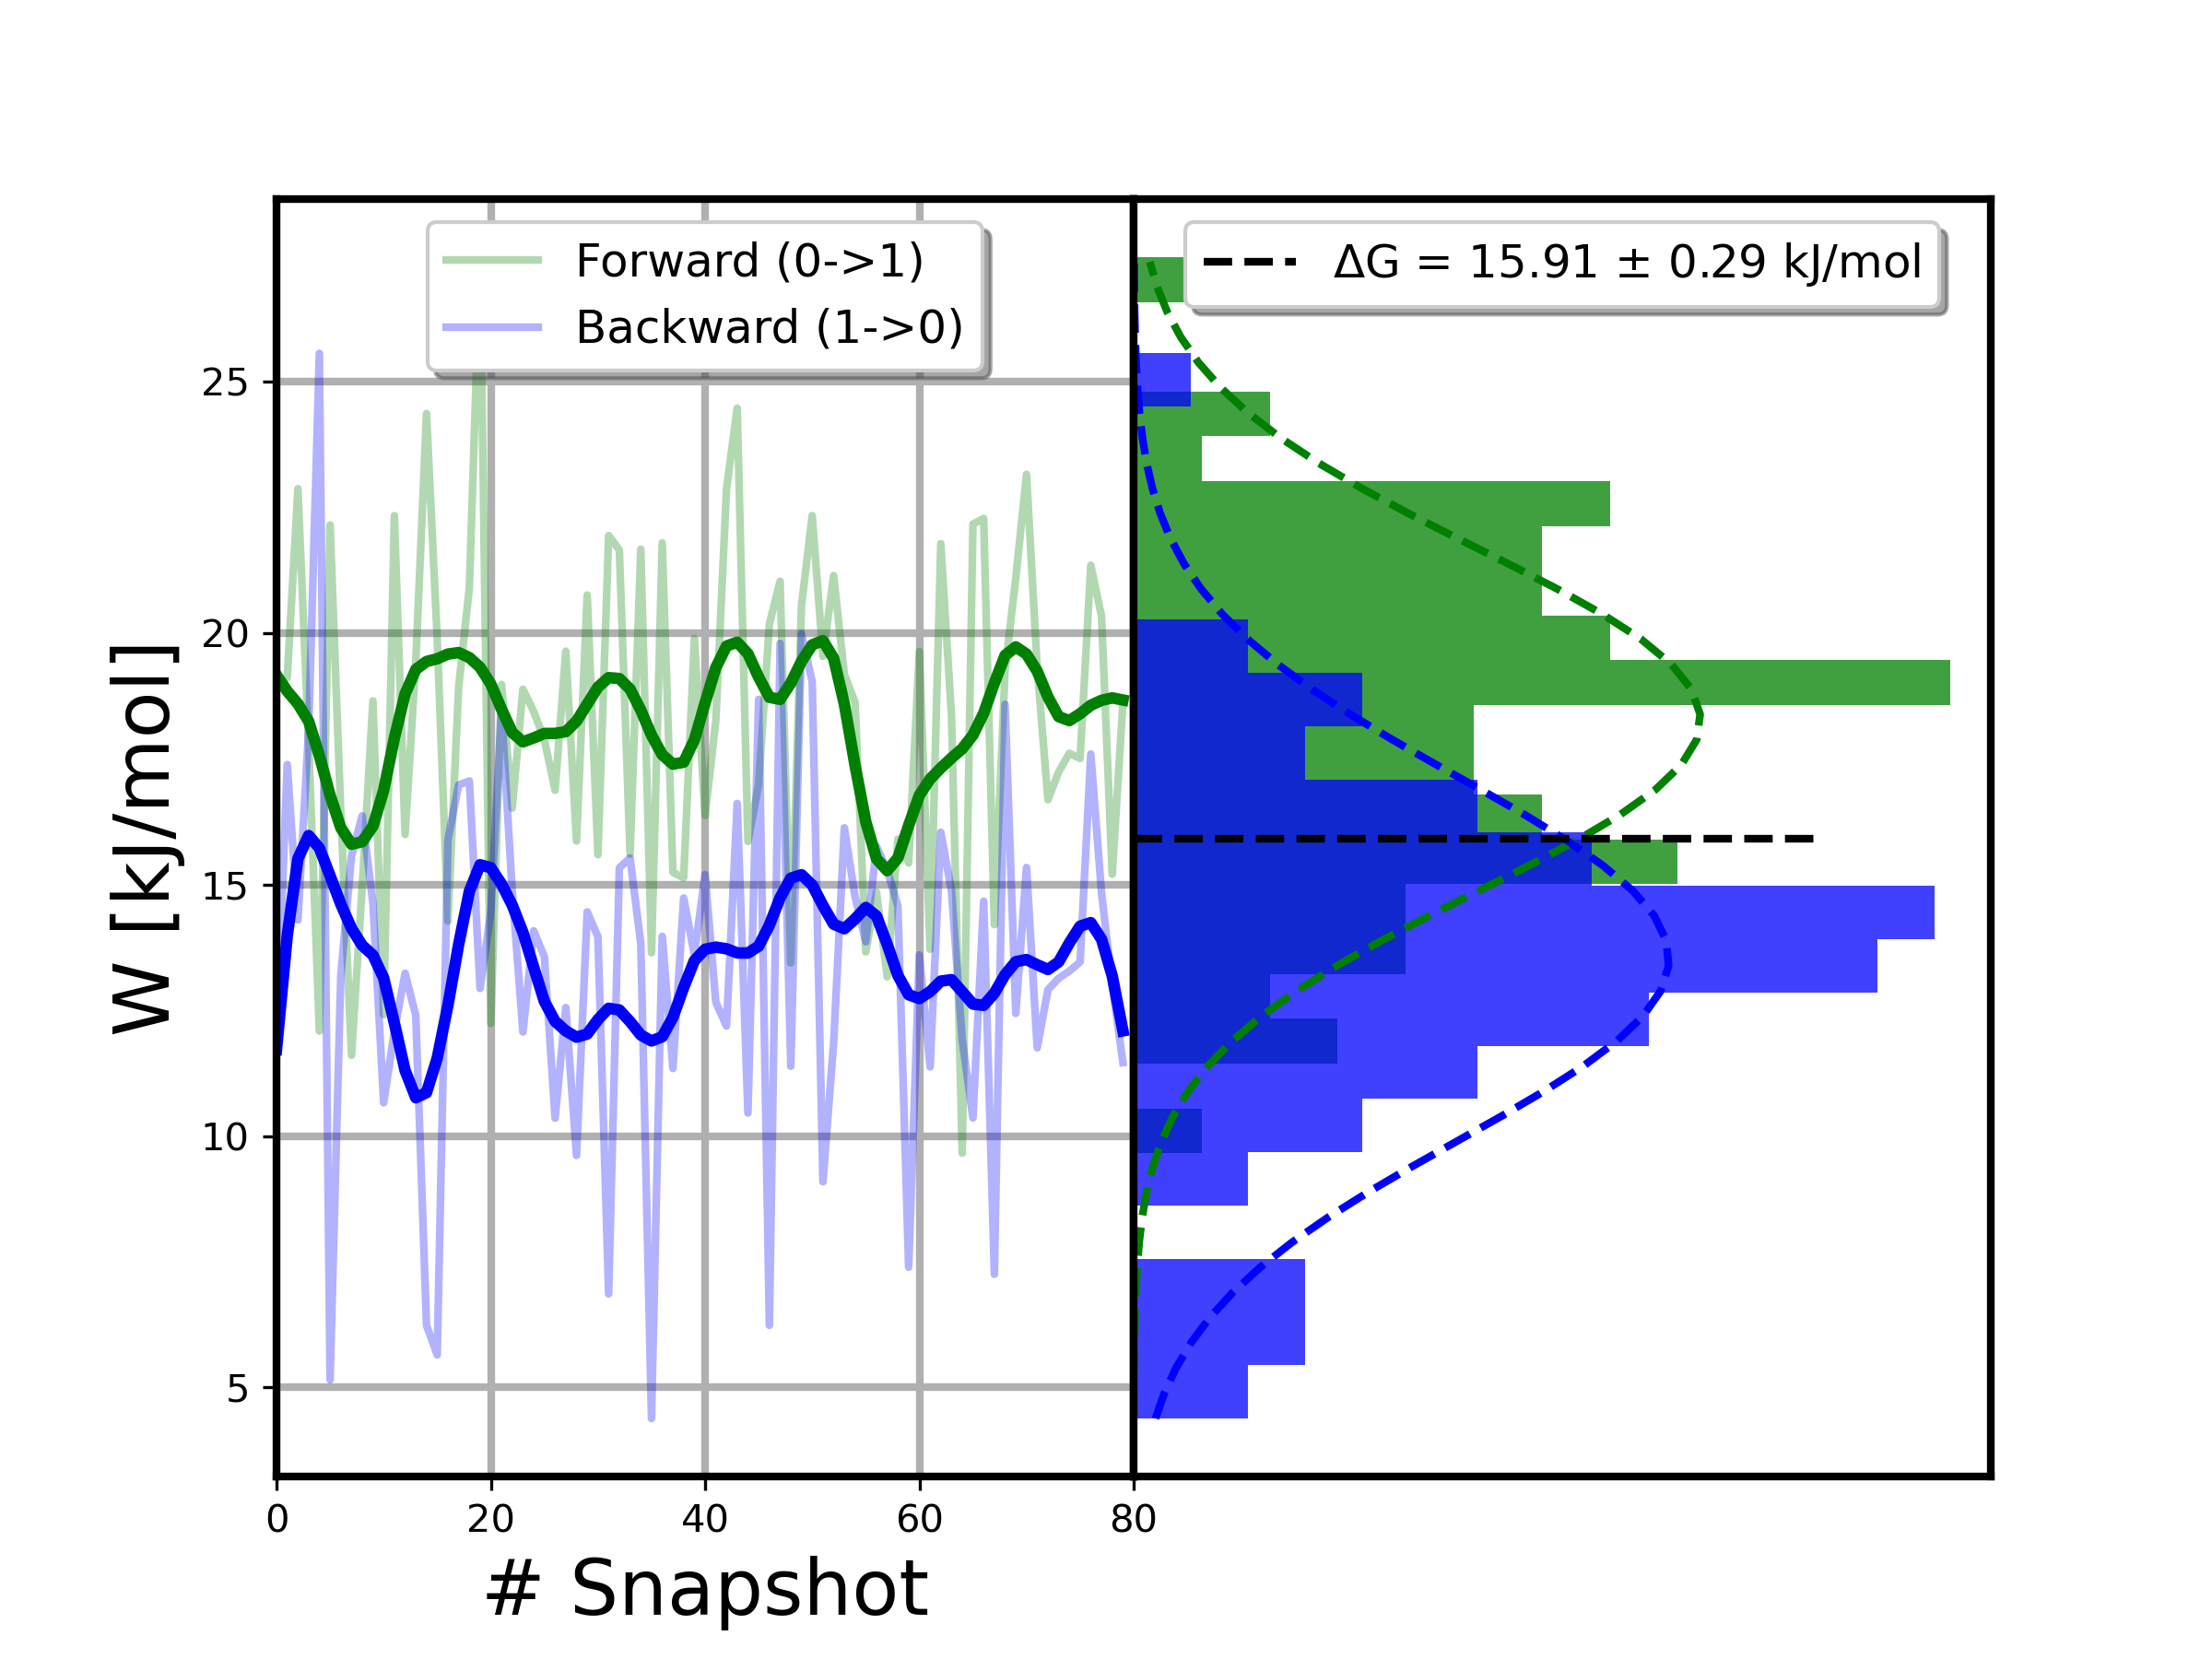 Forward (0->1)
Backward (1->0)
ΔG = 15.91 ± 0.29 kJ/mol
W [kJ/mol]
25
20
15
10
5
0 20 40 60 80
# Snapshot